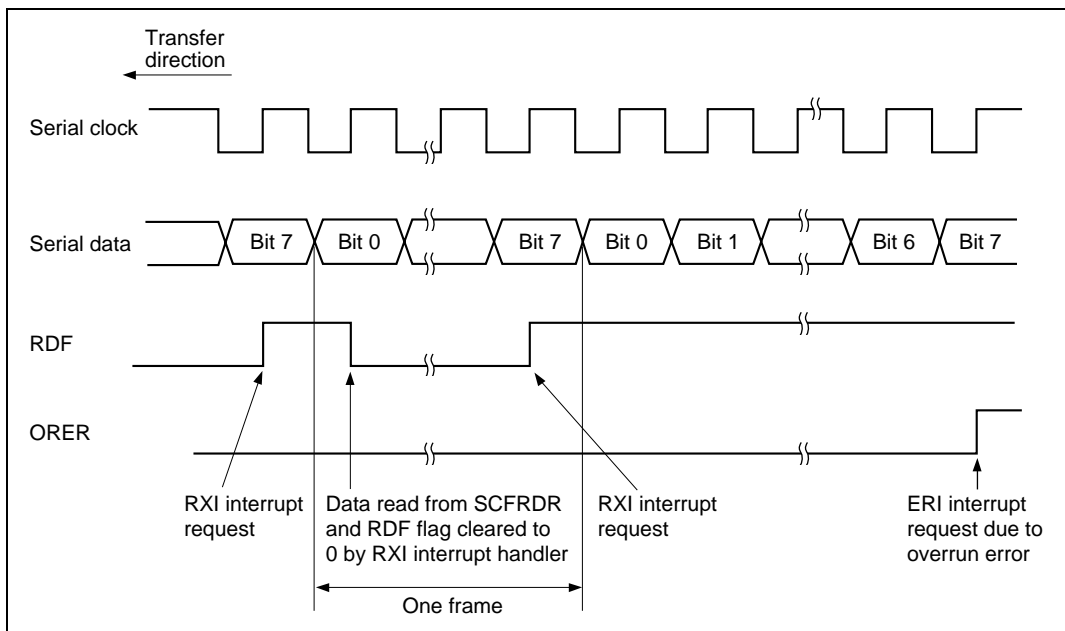 Transfer
direction
Serial clock
Serial data
Bit 7
Bit 0
Bit 7
Bit 0
Bit 1
Bit 6
Bit 7
RDF
ORER
RXI interrupt
request
Data read from SCFRDR
and RDF flag cleared to
0 by RXI interrupt handler
RXI interrupt
request
ERI interrupt
request due to
overrun error
One frame